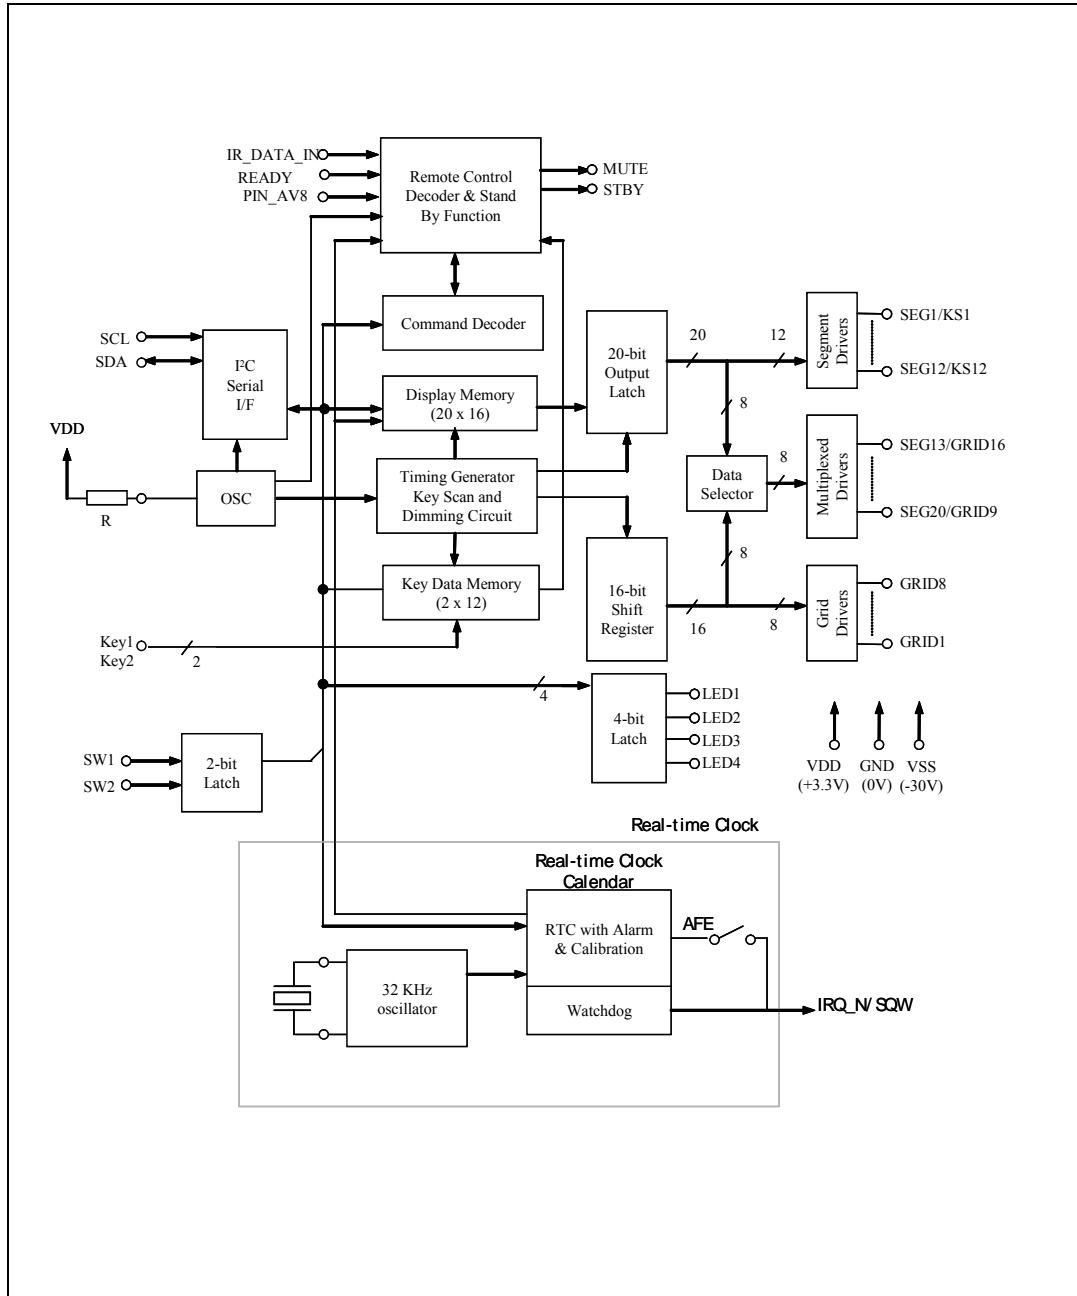 IR_DATA_IN
READY
PIN_AV8
Remote Control
Decoder & Stand
By Function
MUTE
STBY
Command Decoder
SCL
SDA
I²C
Serial
I/F
Display Memory
(20 x 16)
20-bit
Output
Latch
20
12
8
Segment
Drivers
SEG1/KS1
SEG12/KS12
VDD
R
OSC
Timing Generator
Key Scan and
Dimming Circuit
Data
Selector
8
Multiplexed
Drivers
SEG13/GRID16
SEG20/GRID9
Key Data Memory
(2 x 12)
16-bit
Shift
Register
8
16
8
Grid
Drivers
GRID8
GRID1
Key1
Key2
2
4
4-bit
Latch
LED1
LED2
LED3
LED4
VDD
(+3.3V)
GND
(0V)
VSS
(-30V)
SW1
SW2
2-bit
Latch
Real-time Clock
Real-time Clock
Calendar
RTC with Alarm
& Calibration
AFE
32 KHz
oscillator
Watchdog
IRQ_N/SQW